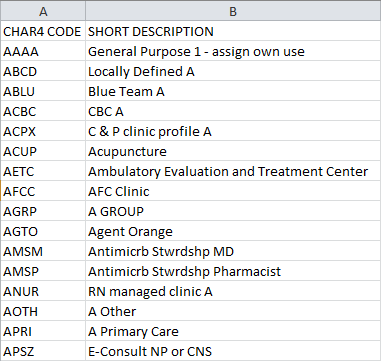 A B
CHAR4 CODE SHORT DESCRIPTION
AAAA General Purpose 1 - assign own use
ABCD Locally Defined A
ABLU Blue Team A
ACBC CBC A
ACPX C & P clinic profile A
ACUP Acupuncture
AETC Ambulatory Evaluation and Treatment Center
AFCC AFC Clinic
AGRP A GROUP
AGTO Agent Orange
AMSM Antimicrb Stwrdshp MD
AMSP Antimicrb Stwrdshp Pharmacist
ANUR RN managed clinic A
AOTH A Other
APRI A Primary Care
APSZ E-Consult NP or CNS